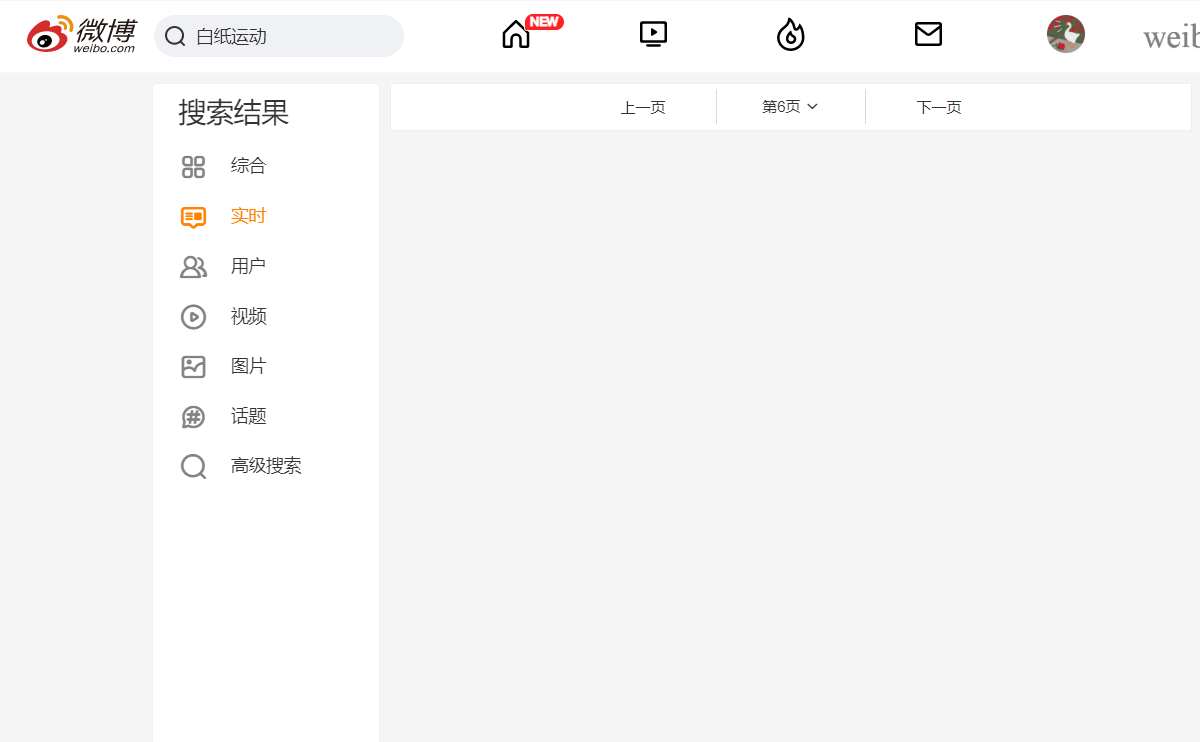 微博
weibo.com
白纸运动
NEW
weib
搜索结果
综合
实时
用户
视频
图片
话题
高级搜索
上一页
第6页
下一页